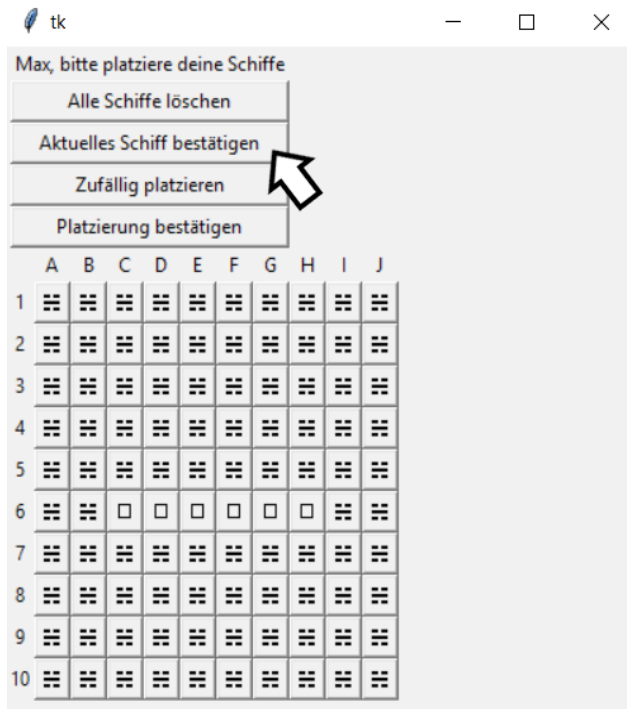 tk
Max, bitte platziere deine Schiffe
Alle Schiffe löschen
Aktuelles Schiff bestätigen
Zufällig platzieren
Platzierung bestätigen
A B C D E F G H I J
1 ䷜ ䷜ ䷜ ䷜ ䷜ ䷜ ䷜ ䷜ ䷜ ䷜
2 ䷜ ䷜ ䷜ ䷜ ䷜ ䷜ ䷜ ䷜ ䷜ ䷜
3 ䷜ ䷜ ䷜ ䷜ ䷜ ䷜ ䷜ ䷜ ䷜ ䷜
4 ䷜ ䷜ ䷜ ䷜ ䷜ ䷜ ䷜ ䷜ ䷜ ䷜
5 ䷜ ䷜ ䷜ ䷜ ䷜ ䷜ ䷜ ䷜ ䷜ ䷜
6 ䷜ ䷜ □ □ □ □ □ □ ䷜ ䷜
7 ䷜ ䷜ ䷜ ䷜ ䷜ ䷜ ䷜ ䷜ ䷜ ䷜
8 ䷜ ䷜ ䷜ ䷜ ䷜ ䷜ ䷜ ䷜ ䷜ ䷜
9 ䷜ ䷜ ䷜ ䷜ ䷜ ䷜ ䷜ ䷜ ䷜ ䷜
10 ䷜ ䷜ ䷜ ䷜ ䷜ ䷜ ䷜ ䷜ ䷜ ䷜